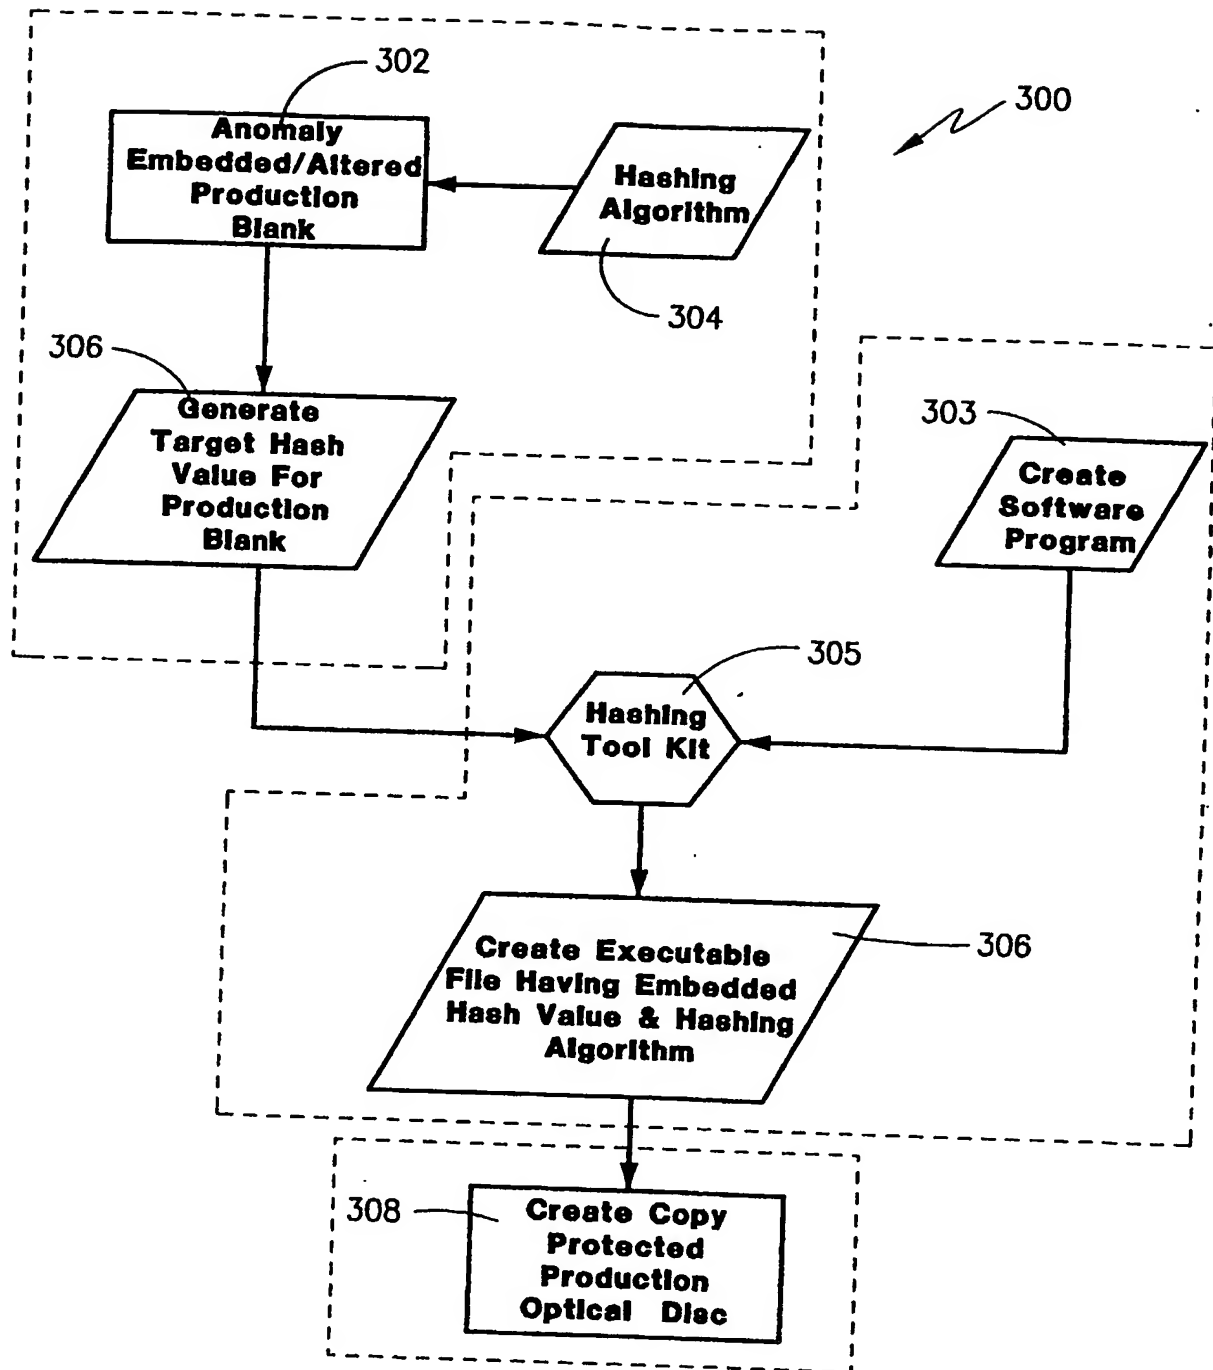 302
300
Anomaly
Embedded/Altered
Production
Blank
Hashing
Algorithm
304
306
Generate
Target Hash
Value For
Production
Blank
303
Create
Software
Program
305
Hashing
Tool Kit
Create Executable
File Having Embedded
Hash Value & Hashing
Algorithm
306
308
Create Copy
Protected
Production
Optical Disc